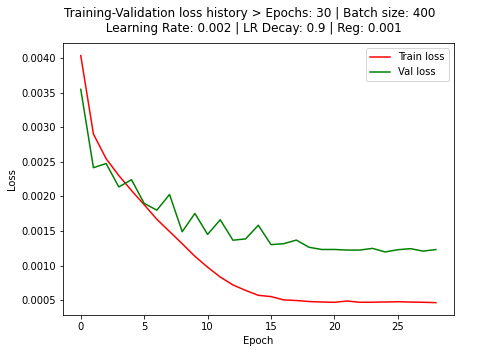 Training-Validation loss history > Epochs: 30 | Batch size: 400
Learning Rate: 0.002 | LR Decay: 0.9 | Reg: 0.001
Train loss
Val loss
0.0040
0.0035
0.0030
0.0025
0.0020
0.0015
0.0010
0.0005
Loss
0 5 10 15 20 25
Epoch